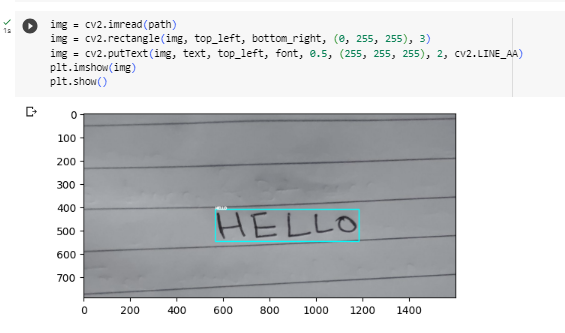 1s
img = cv2.imread(path)
img = cv2.rectangle(img, top_left, bottom_right, (0, 255, 255), 3)
img = cv2.putText(img, text, top_left, font, 0.5, (255, 255, 255), 2, cv2.LINE_AA)
plt.imshow(img)
plt.show()
0
100
200
300
400
500
600
700
HELLO
HELLO
0 200 400 600 800 1000 1200 1400